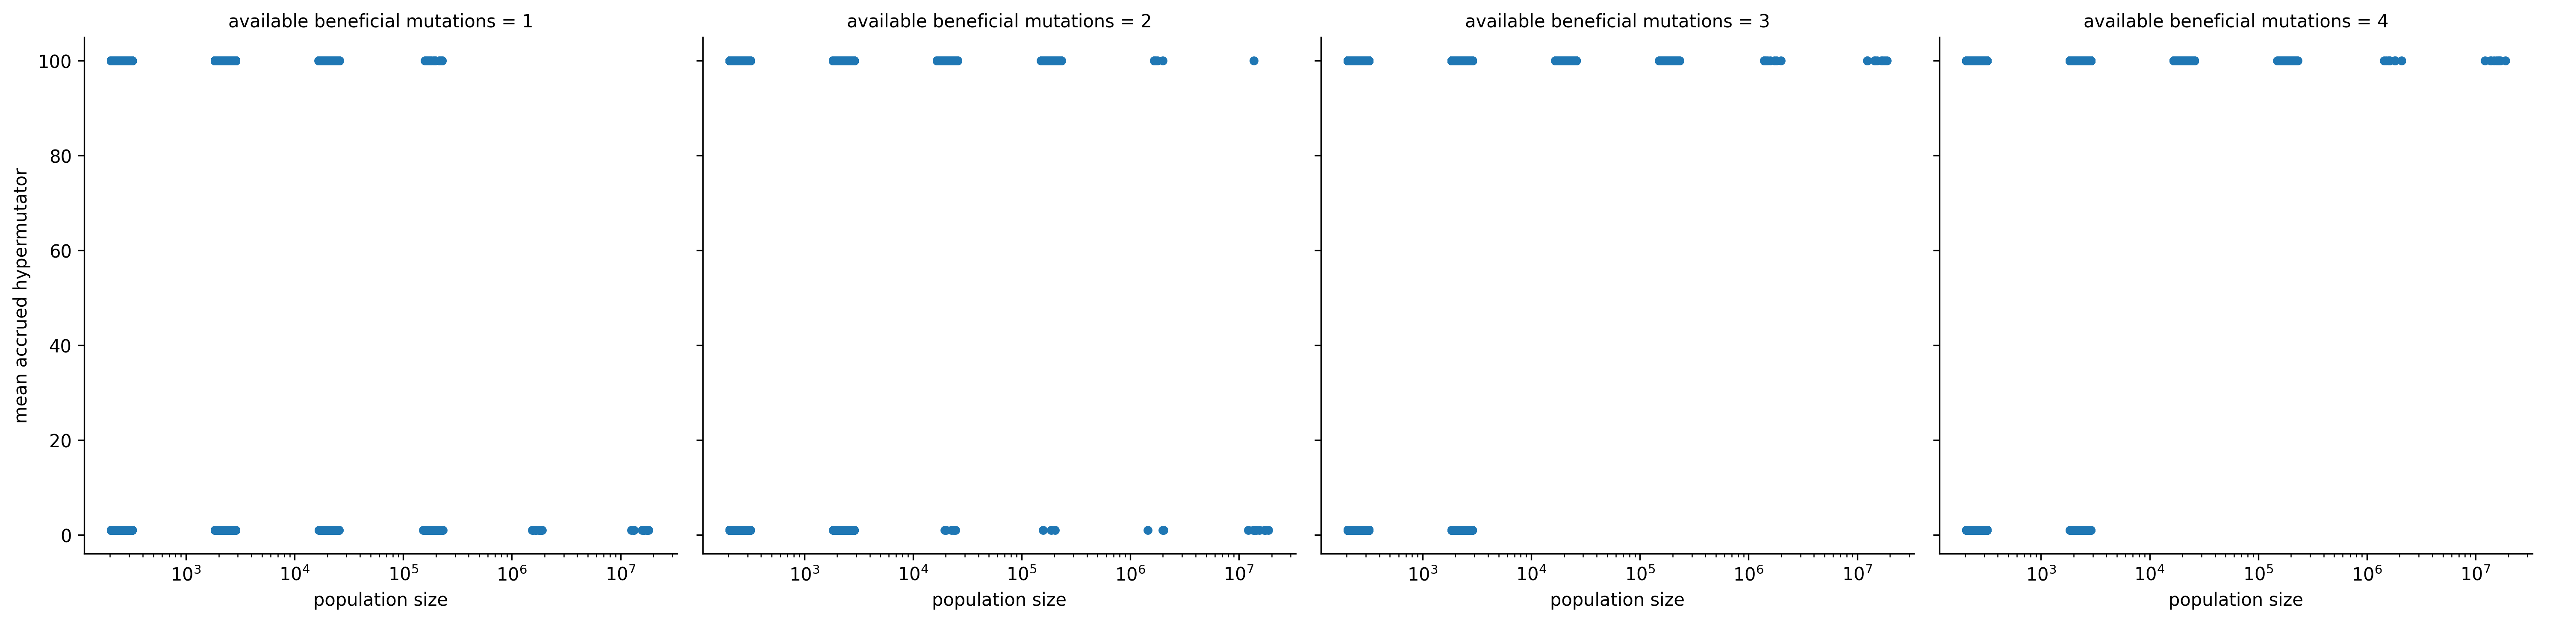 available beneficial mutations = 1
available beneficial mutations = 2
available beneficial mutations = 3
available beneficial mutations = 4
mean accrued hypermutator
100
80
60
40
20
0
10³ 10⁴ 10⁵ 10⁶ 10⁷
10³ 10⁴ 10⁵ 10⁶ 10⁷
10³ 10⁴ 10⁵ 10⁶ 10⁷
10³ 10⁴ 10⁵ 10⁶ 10⁷
population size
population size
population size
population size